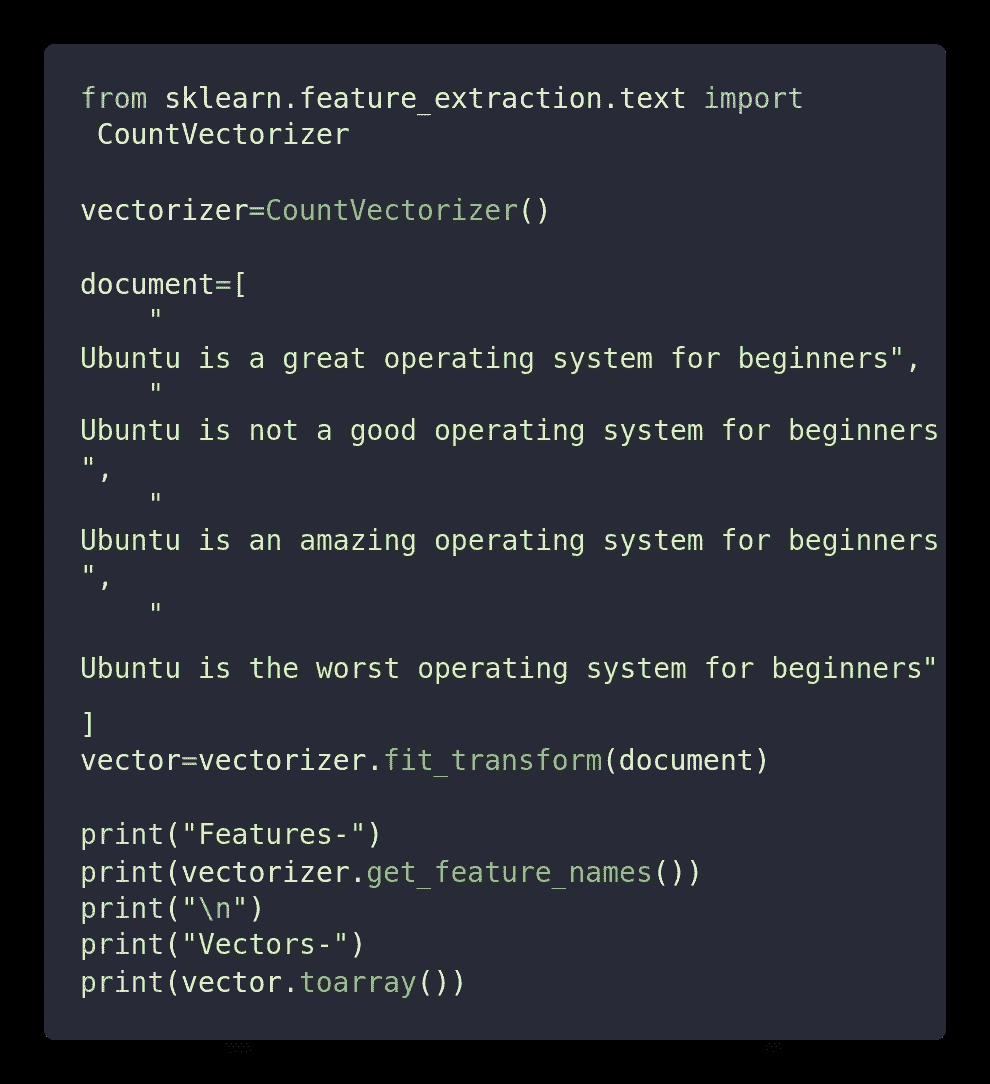 from sklearn.feature_extraction.text import
 CountVectorizer

vectorizer=CountVectorizer()

document=[
    "
Ubuntu is a great operating system for beginners",
    "
Ubuntu is not a good operating system for beginners
",
    "
Ubuntu is an amazing operating system for beginners
",
    "
Ubuntu is the worst operating system for beginners"
]
vector=vectorizer.fit_transform(document)

print("Features-")
print(vectorizer.get_feature_names())
print("\n")
print("Vectors-")
print(vector.toarray())